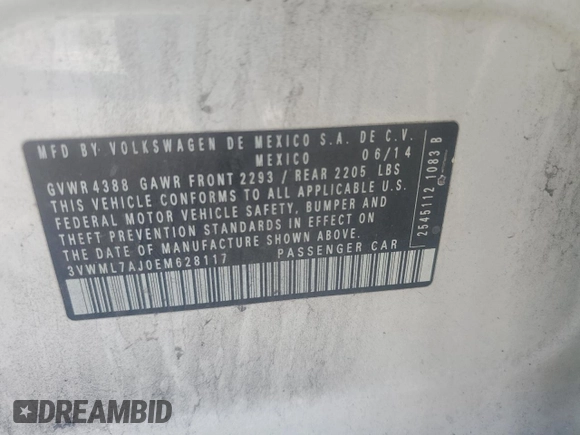 MFD BY VOLKSWAGEN DE MEXICO S.A. DE C.V.
MEXICO 06/14
GVWR 4388 GAWR FRONT 2293 / REAR 2205 LBS
THIS VEHICLE CONFORMS TO ALL APPLICABLE U.S.
FEDERAL MOTOR VEHICLE SAFETY, BUMPER AND
THEFT PREVENTION STANDARDS IN EFFECT ON
THE DATE OF MANUFACTURE SHOWN ABOVE
3VWML7AJ0EM628117 PASSENGER CAR
2545112 1083 B
DREAMBID